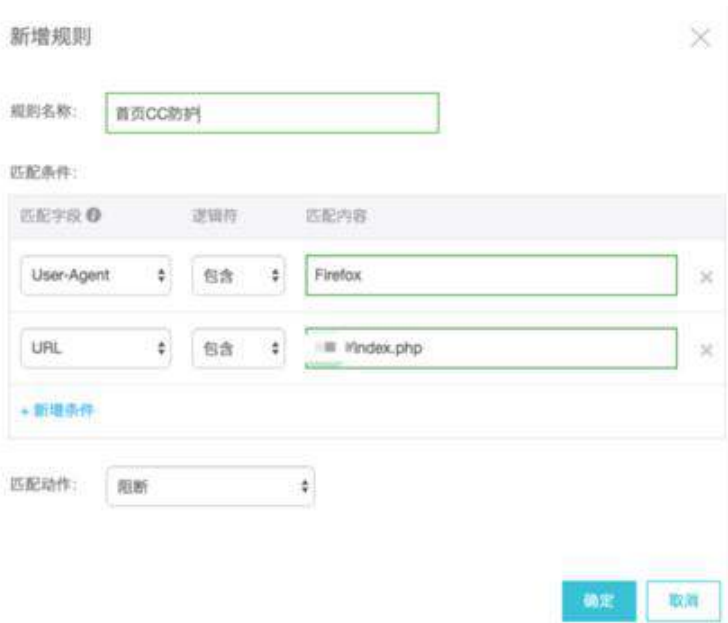 新增规则
规则名称: 首页CC防护
匹配条件:
匹配字段 逻辑符 匹配内容
User-Agent 包含 Firefox
URL 包含 /index.php
+ 新增条件
匹配动作: 阻断
确定 取消